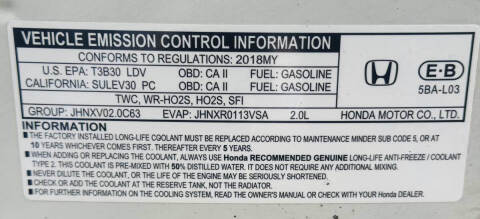 VEHICLE EMISSION CONTROL INFORMATION
CONFORMS TO REGULATIONS: 2018MY
U.S. EPA: T3B30 LDV OBD: CA II FUEL: GASOLINE
CALIFORNIA: SULEV30 PC OBD: CA II FUEL: GASOLINE
TWC, WR-HO2S, HO2S, SFI
GROUP: JHNXV02.0C63 EVAP: JHNXR0113VSA 2.0L
HONDA
E·B
5BA-L03
HONDA MOTOR CO., LTD.
INFORMATION
■ THE FACTORY INSTALLED LONG-LIFE COOLANT MUST BE REPLACED ACCORDING TO MAINTENANCE MINDER SUB CODE 5, OR AT
10 YEARS WHICHEVER COMES FIRST. THEREAFTER EVERY 5 YEARS.
■ WHEN ADDING OR REPLACING THE COOLANT, ALWAYS USE Honda RECOMMENDED GENUINE LONG-LIFE ANTI-FREEZE / COOLANT
TYPE 2. THIS COOLANT IS PRE-MIXED WITH 50% DISTILLED WATER. IT DOES NOT REQUIRE ANY ADDITIONAL MIXING.
■ NEVER DILUTE THE COOLANT, OR THE LIFE OF THE ENGINE MAY BE SERIOUSLY SHORTENED.
■ CHECK OR ADD THE COOLANT AT THE RESERVE TANK, NOT THE RADIATOR.
■ FOR FURTHER INFORMATION ON THE COOLING SYSTEM, READ THE OWNER'S MANUAL OR CHECK WITH YOUR Honda DEALER.